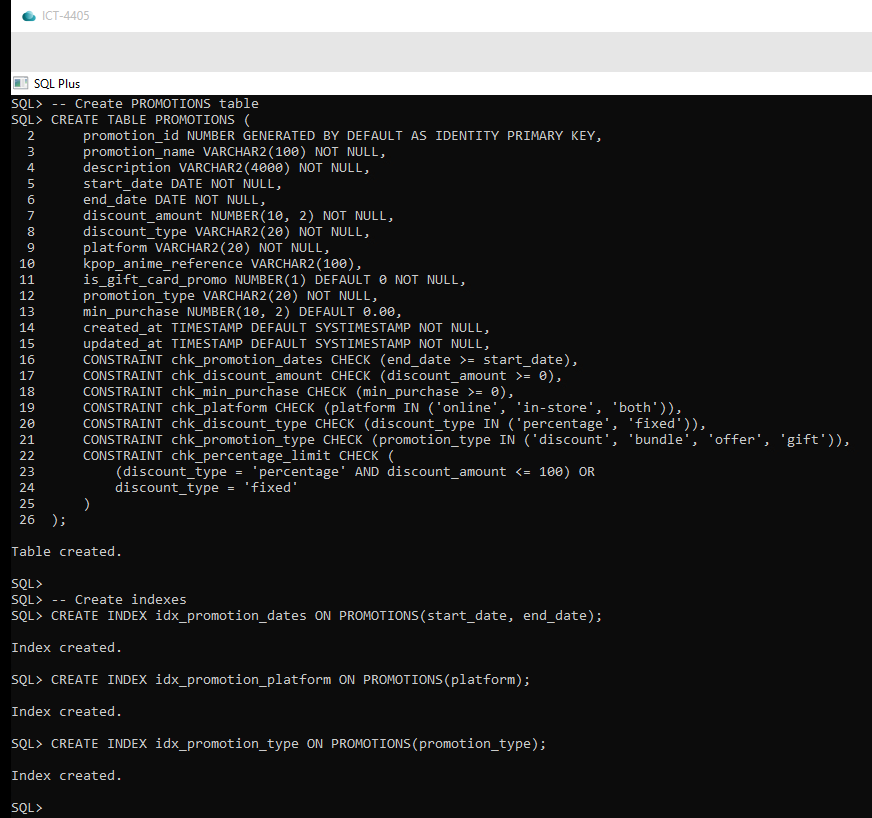 ICT-4405
SQL Plus
SQL> -- Create PROMOTIONS table
SQL> CREATE TABLE PROMOTIONS (
  2      promotion_id NUMBER GENERATED BY DEFAULT AS IDENTITY PRIMARY KEY,
  3      promotion_name VARCHAR2(100) NOT NULL,
  4      description VARCHAR2(4000) NOT NULL,
  5      start_date DATE NOT NULL,
  6      end_date DATE NOT NULL,
  7      discount_amount NUMBER(10, 2) NOT NULL,
  8      discount_type VARCHAR2(20) NOT NULL,
  9      platform VARCHAR2(20) NOT NULL,
 10      kpop_anime_reference VARCHAR2(100),
 11      is_gift_card_promo NUMBER(1) DEFAULT 0 NOT NULL,
 12      promotion_type VARCHAR2(20) NOT NULL,
 13      min_purchase NUMBER(10, 2) DEFAULT 0.00,
 14      created_at TIMESTAMP DEFAULT SYSTIMESTAMP NOT NULL,
 15      updated_at TIMESTAMP DEFAULT SYSTIMESTAMP NOT NULL,
 16      CONSTRAINT chk_promotion_dates CHECK (end_date >= start_date),
 17      CONSTRAINT chk_discount_amount CHECK (discount_amount >= 0),
 18      CONSTRAINT chk_min_purchase CHECK (min_purchase >= 0),
 19      CONSTRAINT chk_platform CHECK (platform IN ('online', 'in-store', 'both')),
 20      CONSTRAINT chk_discount_type CHECK (discount_type IN ('percentage', 'fixed')),
 21      CONSTRAINT chk_promotion_type CHECK (promotion_type IN ('discount', 'bundle', 'offer', 'gift')),
 22      CONSTRAINT chk_percentage_limit CHECK (
 23          (discount_type = 'percentage' AND discount_amount <= 100) OR
 24          discount_type = 'fixed'
 25      )
 26  );
Table created.
SQL>
SQL> -- Create indexes
SQL> CREATE INDEX idx_promotion_dates ON PROMOTIONS(start_date, end_date);
Index created.
SQL> CREATE INDEX idx_promotion_platform ON PROMOTIONS(platform);
Index created.
SQL> CREATE INDEX idx_promotion_type ON PROMOTIONS(promotion_type);
Index created.
SQL>